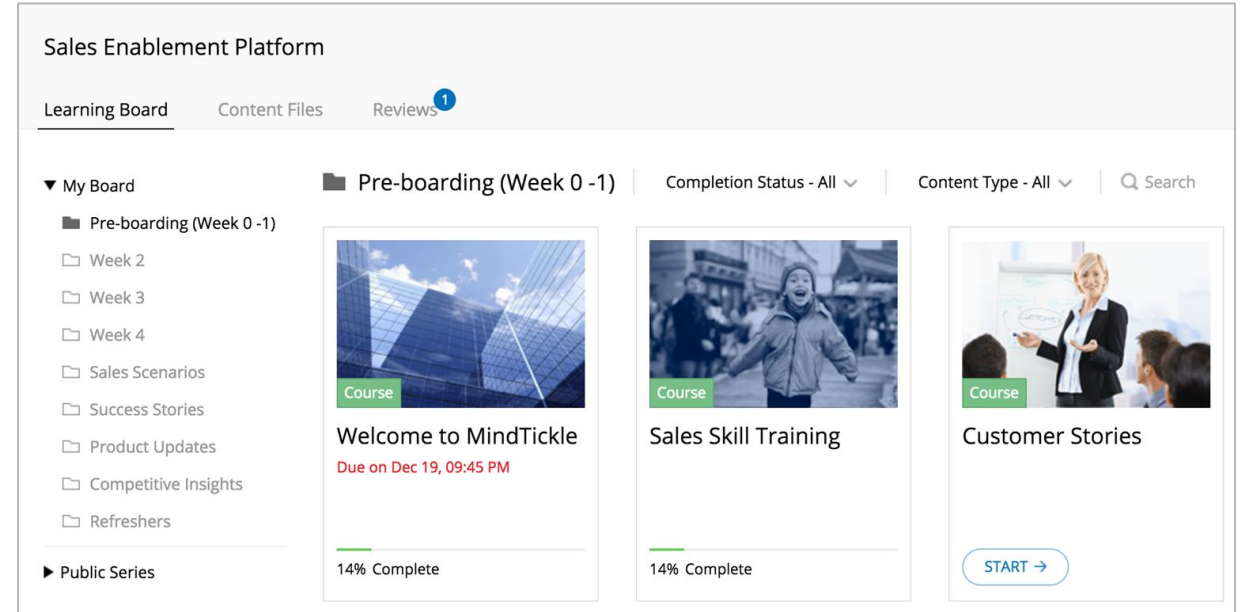 Sales Enablement Platform
Learning Board Content Files Reviews 1
My Board
Pre-boarding (Week 0 -1)
Week 2
Week 3
Week 4
Sales Scenarios
Success Stories
Product Updates
Competitive Insights
Refreshers
Public Series
Pre-boarding (Week 0 -1) Completion Status - All Content Type - All Search
Course
Welcome to MindTickle
Due on Dec 19, 09:45 PM
14% Complete
Course
Sales Skill Training
14% Complete
CUSTOMER
Course
Customer Stories
START →